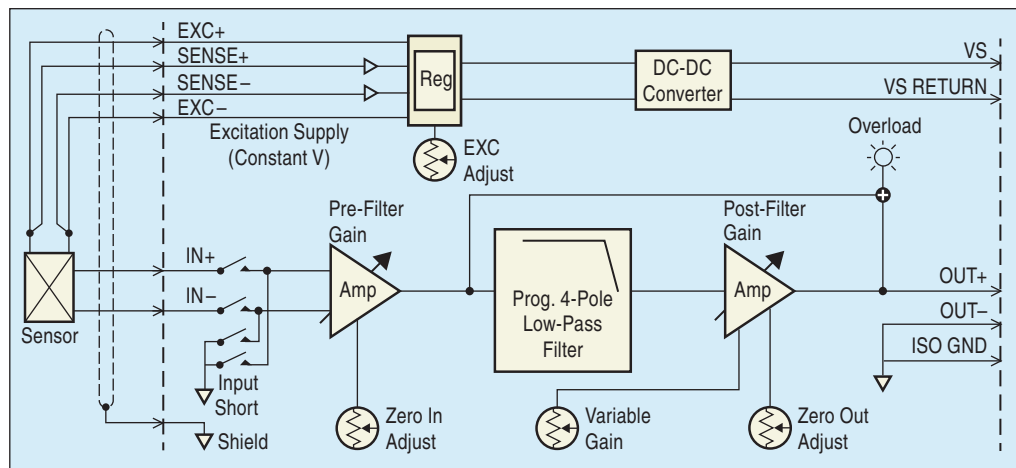 EXC+
SENSE+
SENSE–
EXC–
Excitation Supply
(Constant V)
Reg
EXC
Adjust
DC-DC
Converter
VS
VS RETURN
Overload
Pre-Filter
Gain
Post-Filter
Gain
IN+
IN–
Amp
Prog. 4-Pole
Low-Pass
Filter
Amp
OUT+
OUT–
ISO GND
Sensor
Input
Short
Shield
Zero In
Adjust
Variable
Gain
Zero Out
Adjust